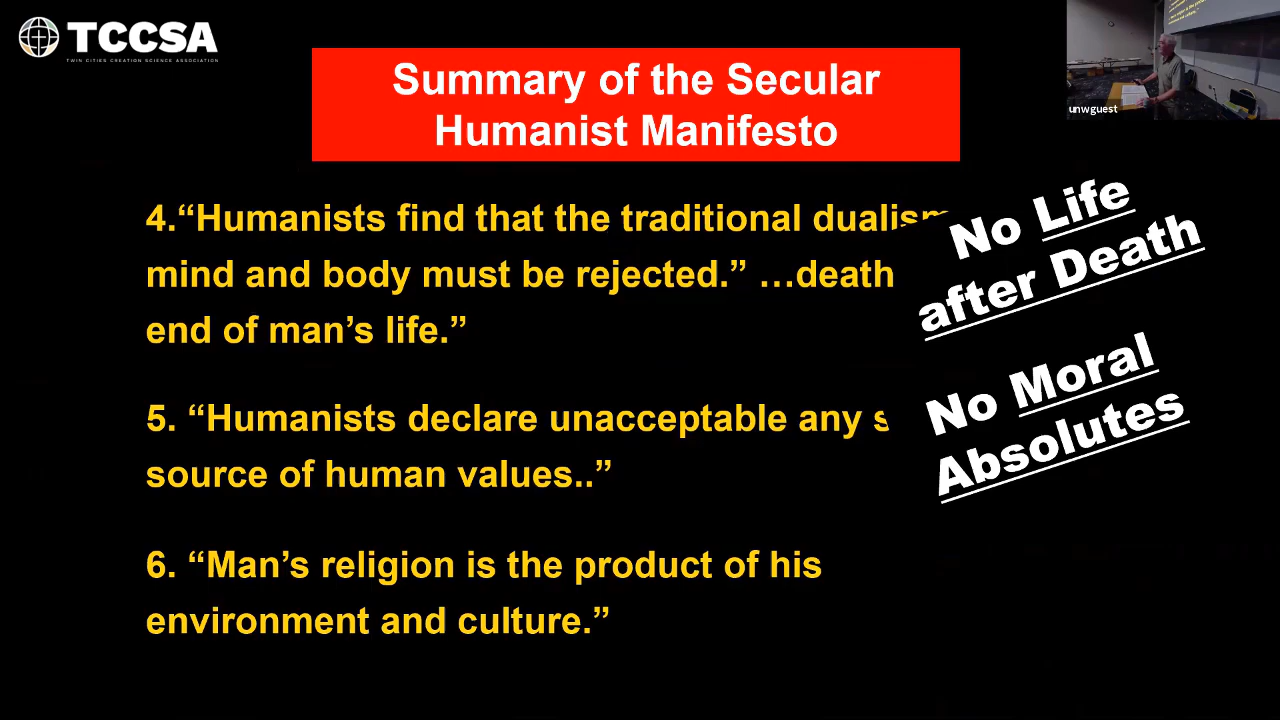 TCCSA
TWIN CITIES CREATION SCIENCE ASSOCIATION
unwguest
Summary of the Secular
Humanist Manifesto
4.“Humanists find that the traditional dualism
mind and body must be rejected.” …death
end of man’s life.”
No Life
after Death
5. “Humanists declare unacceptable any s
source of human values..”
No Moral
Absolutes
6. “Man’s religion is the product of his
environment and culture.”